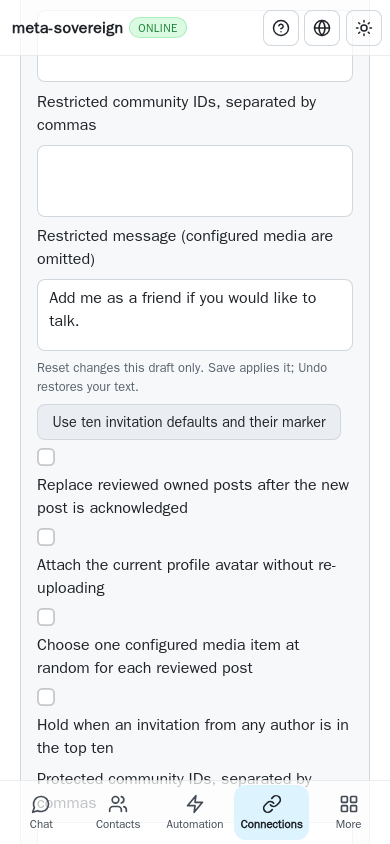 meta-sovereign ONLINE
Restricted community IDs, separated by
commas
Restricted message (configured media are
omitted)
Add me as a friend if you would like to
talk.
Reset changes this draft only. Save applies it; Undo
restores your text.
Use ten invitation defaults and their marker
Replace reviewed owned posts after the new
post is acknowledged
Attach the current profile avatar without re-
uploading
Choose one configured media item at
random for each reviewed post
Hold when an invitation from any author is in
the top ten
Protected community IDs, separated by
commas
Chat Contacts Automation Connections More